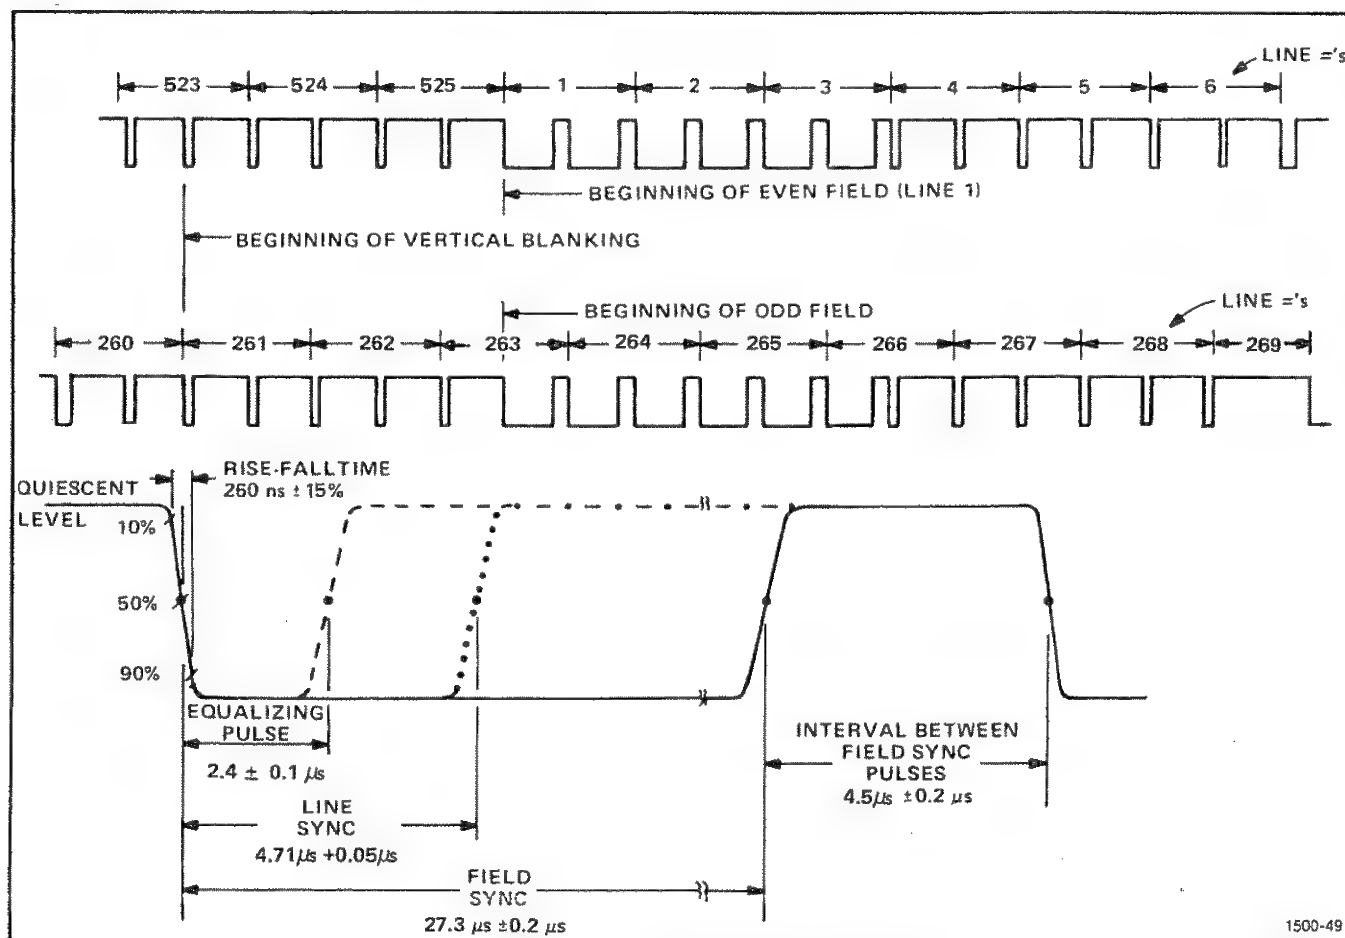 LINE ='s
523 524 525 1 2 3 4 5 6
BEGINNING OF EVEN FIELD (LINE 1)
BEGINNING OF VERTICAL BLANKING
BEGINNING OF ODD FIELD
LINE ='s
260 261 262 263 264 265 266 267 268 269
RISE-FALLTIME
260 ns ± 15%
QUIESCENT
LEVEL
10%
50%
90%
EQUALIZING
PULSE
2.4 ± 0.1 μs
LINE
SYNC
4.71μs +0.05μs
FIELD
SYNC
27.3 μs ±0.2 μs
INTERVAL BETWEEN
FIELD SYNC
PULSES
4.5μs ±0.2 μs
1500-49